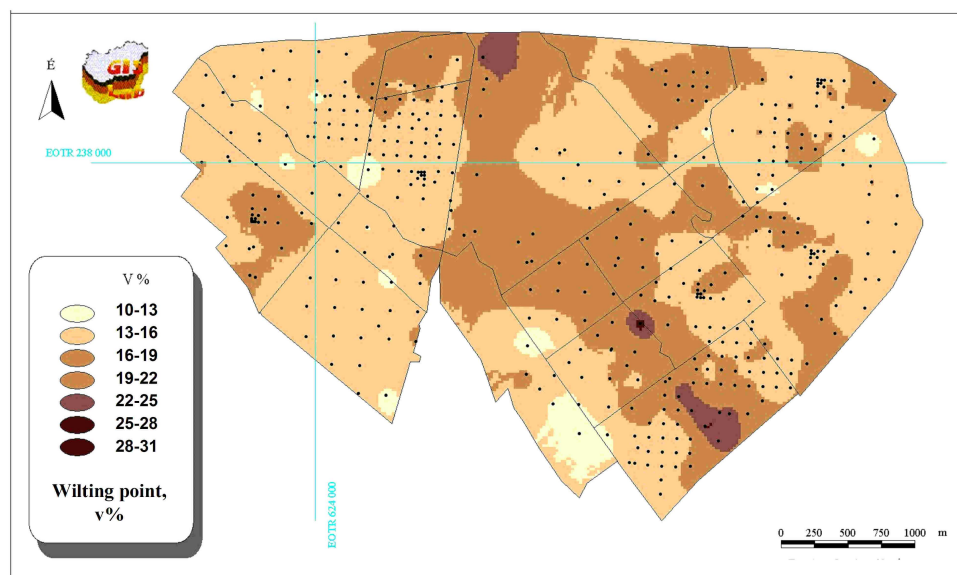 É
GIS
EOTR 238 000
V %
10-13
13-16
16-19
19-22
22-25
25-28
28-31
Wilting point,
v%
EOTR 624 000
0 250 500 750 1000 m